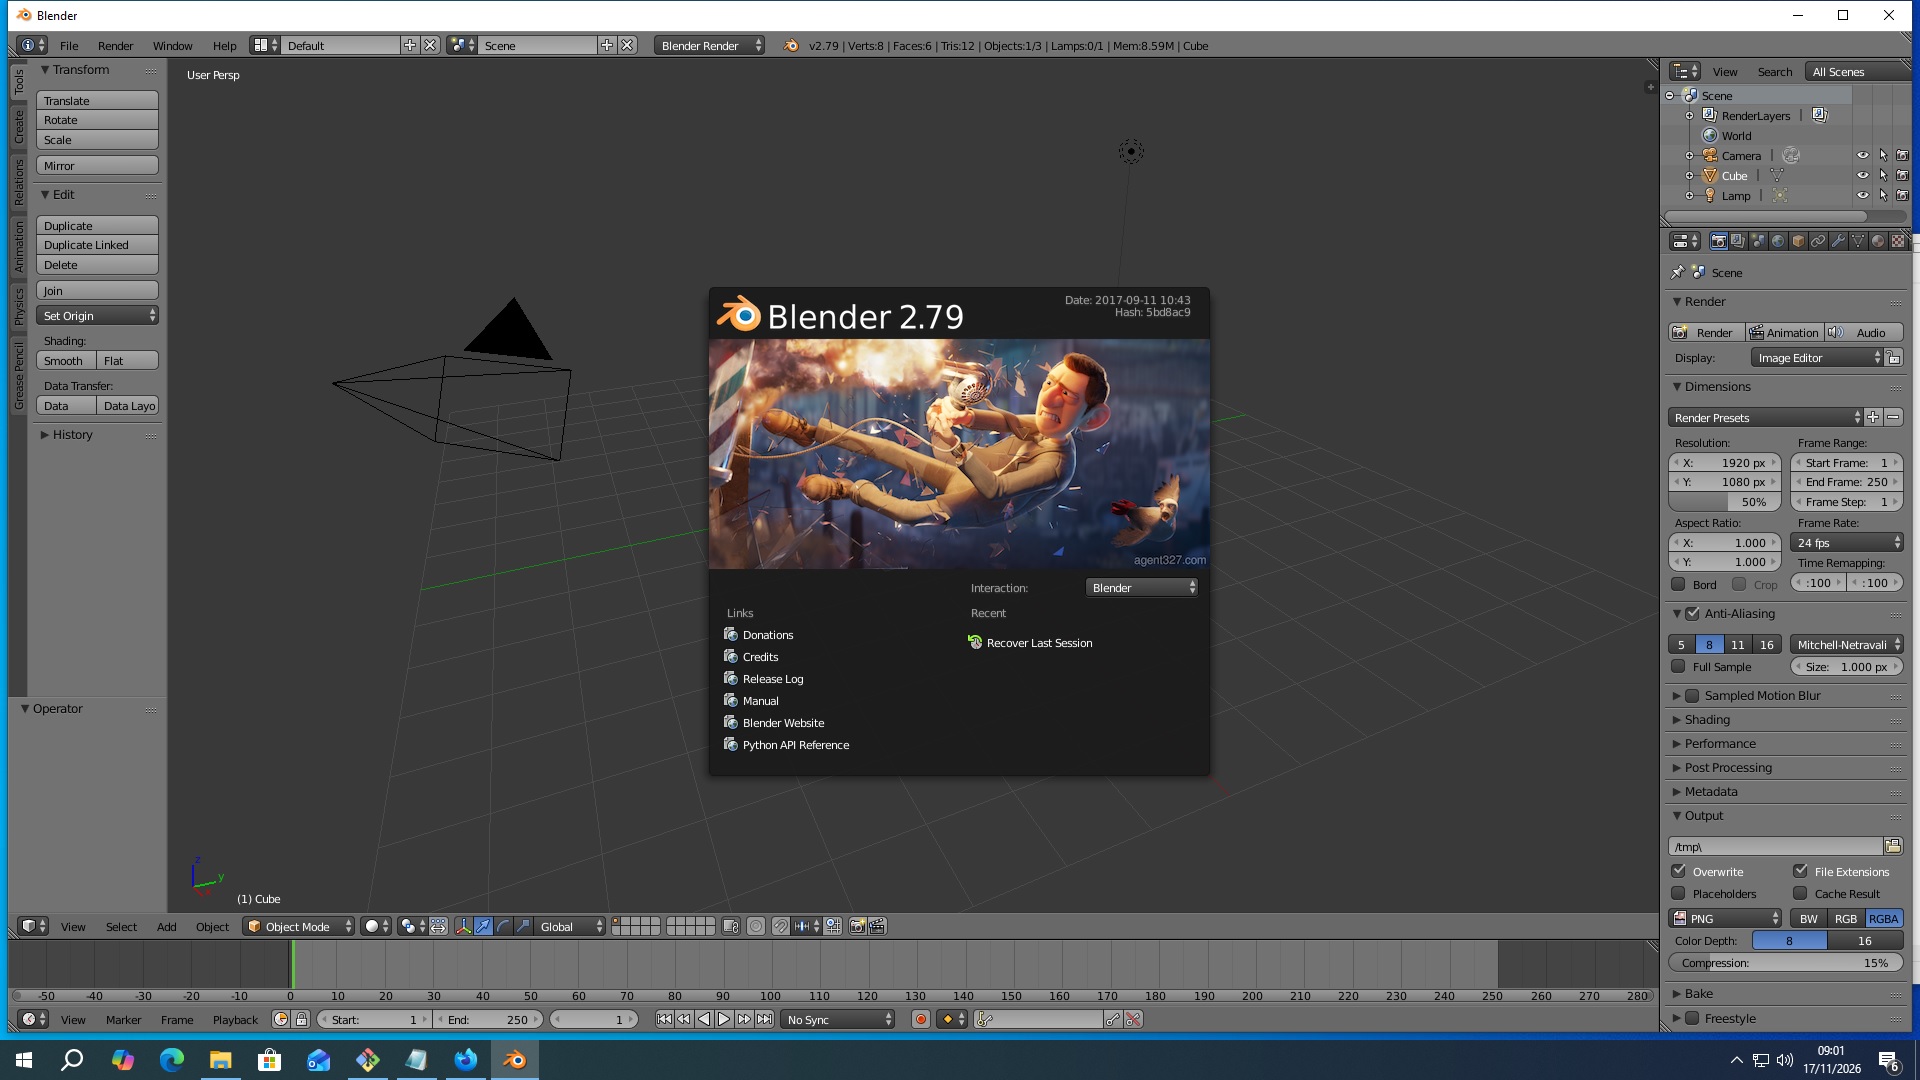 Blender
File Render Window Help Default Scene Blender Render v2.79 | Verts:8 | Faces:6 | Tris:12 | Objects:1/3 | Lamps:0/1 | Mem:8.59M | Cube
Tools
Create
Relations
Animation
Physics
Grease Pencil
Transform
Translate
Rotate
Scale
Mirror
Edit
Duplicate
Duplicate Linked
Delete
Join
Set Origin
Shading:
Smooth Flat
Data Transfer:
Data Data Layo
History
Operator
User Persp
(1) Cube
Blender 2.79
Date: 2017-09-11 10:43
Hash: 5bd8ac9
agent327.com
Interaction: Blender
Links
Donations
Credits
Release Log
Manual
Blender Website
Python API Reference
Recent
Recover Last Session
z
y
View Select Add Object Object Mode Global
-50 -40 -30 -20 -10 0 10 20 30 40 50 60 70 80 90 100 110 120 130 140 150 160 170 180 190 200 210 220 230 240 250 260 270 280
View Marker Frame Playback Start: 1 End: 250 1 No Sync
View Search All Scenes
Scene
RenderLayers
World
Camera
Cube
Lamp
Scene
Render
Render Animation Audio
Display: Image Editor
Dimensions
Render Presets
Resolution: Frame Range:
X: 1920 px Start Frame: 1
Y: 1080 px End Frame: 250
50% Frame Step: 1
Aspect Ratio: Frame Rate:
X: 1.000 24 fps
Y: 1.000 Time Remapping:
Bord Crop :100 :100
Anti-Aliasing
5 8 11 16 Mitchell-Netravali
Full Sample Size: 1.000 px
Sampled Motion Blur
Shading
Performance
Post Processing
Metadata
Output
/tmp\
Overwrite File Extensions
Placeholders Cache Result
PNG BW RGB RGBA
Color Depth: 8 16
Compression: 15%
Bake
Freestyle
09:01
17/11/2026
6